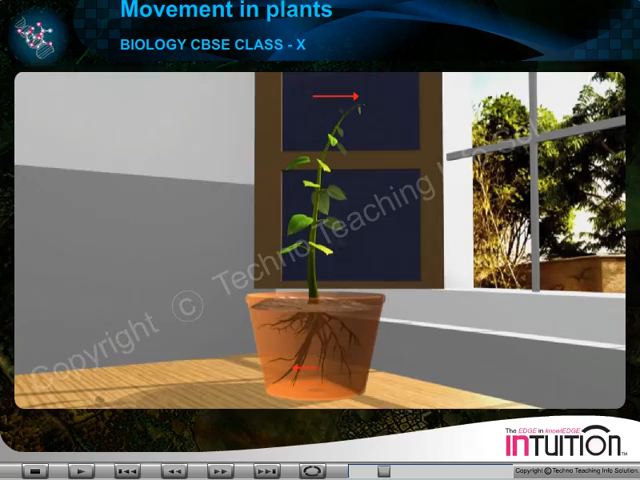 Movement in plants
BIOLOGY CBSE CLASS - X
Copyright © Techno Teaching
The EDGE in knowlEDGE
INTUITION TM
Copyright © Techno Teaching Info Solution.